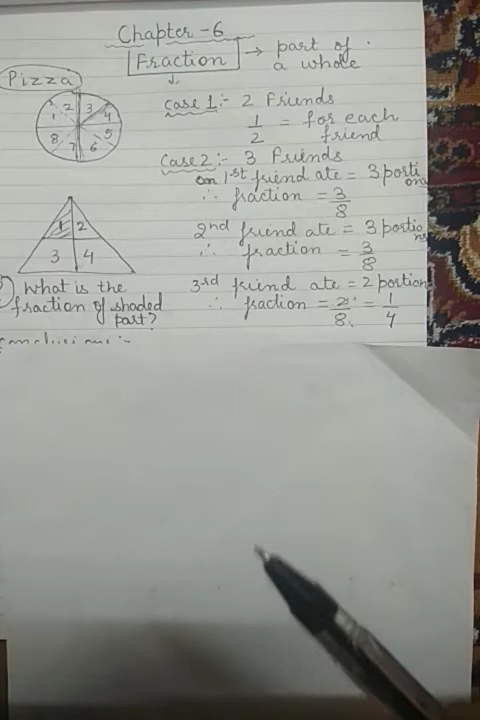 Chapter -6
Fraction → part of
a whole
Pizza
1 2 3 4 5 6 7 8
Case 1:- 2 Friends
1/2 = for each
friend
Case 2:- 3 Friends
on 1st friend ate = 3 portions
∴ fraction = 3/8
2nd friend ate = 3 portions
∴ fraction = 3/8
1 2
3 4
What is the
fraction of shaded
part?
3rd friend ate = 2 portion
∴ fraction = 2/8 = 1/4